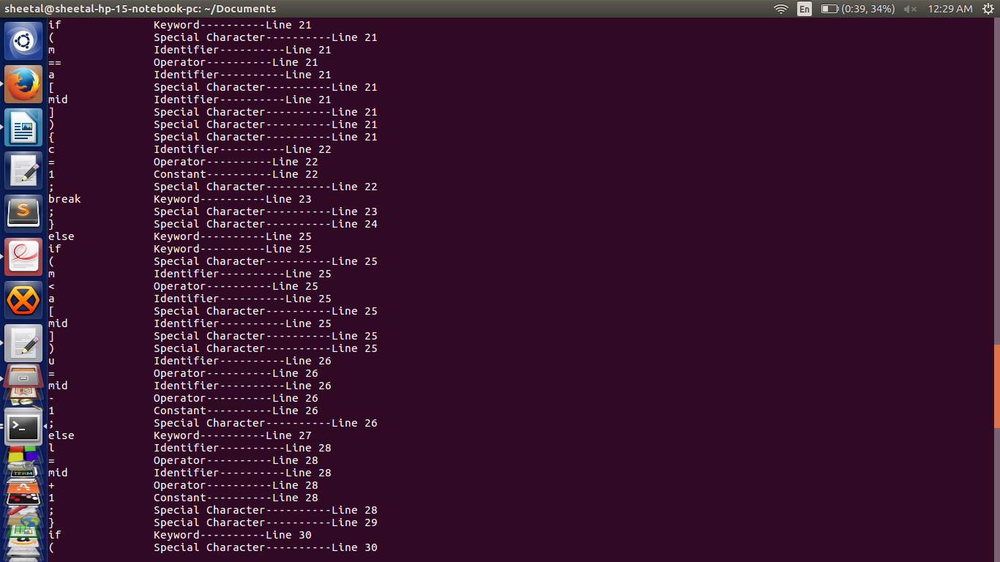 sheetal@sheetal-hp-15-notebook-pc: ~/Documents En (0:39, 34%) 12:29 AM
if Keyword----------Line 21
( Special Character----------Line 21
m Identifier----------Line 21
== Operator----------Line 21
a Identifier----------Line 21
[ Special Character----------Line 21
mid Identifier----------Line 21
] Special Character----------Line 21
) Special Character----------Line 21
{ Special Character----------Line 21
c Identifier----------Line 22
= Operator----------Line 22
1 Constant----------Line 22
; Special Character----------Line 22
break Keyword----------Line 23
; Special Character----------Line 23
} Special Character----------Line 24
else Keyword----------Line 25
if Keyword----------Line 25
( Special Character----------Line 25
m Identifier----------Line 25
< Operator----------Line 25
a Identifier----------Line 25
[ Special Character----------Line 25
mid Identifier----------Line 25
] Special Character----------Line 25
) Special Character----------Line 25
u Identifier----------Line 26
= Operator----------Line 26
mid Identifier----------Line 26
- Operator----------Line 26
1 Constant----------Line 26
; Special Character----------Line 26
else Keyword----------Line 27
l Identifier----------Line 28
= Operator----------Line 28
mid Identifier----------Line 28
+ Operator----------Line 28
1 Constant----------Line 28
; Special Character----------Line 28
} Special Character----------Line 29
if Keyword----------Line 30
( Special Character----------Line 30
S
>_
TERM